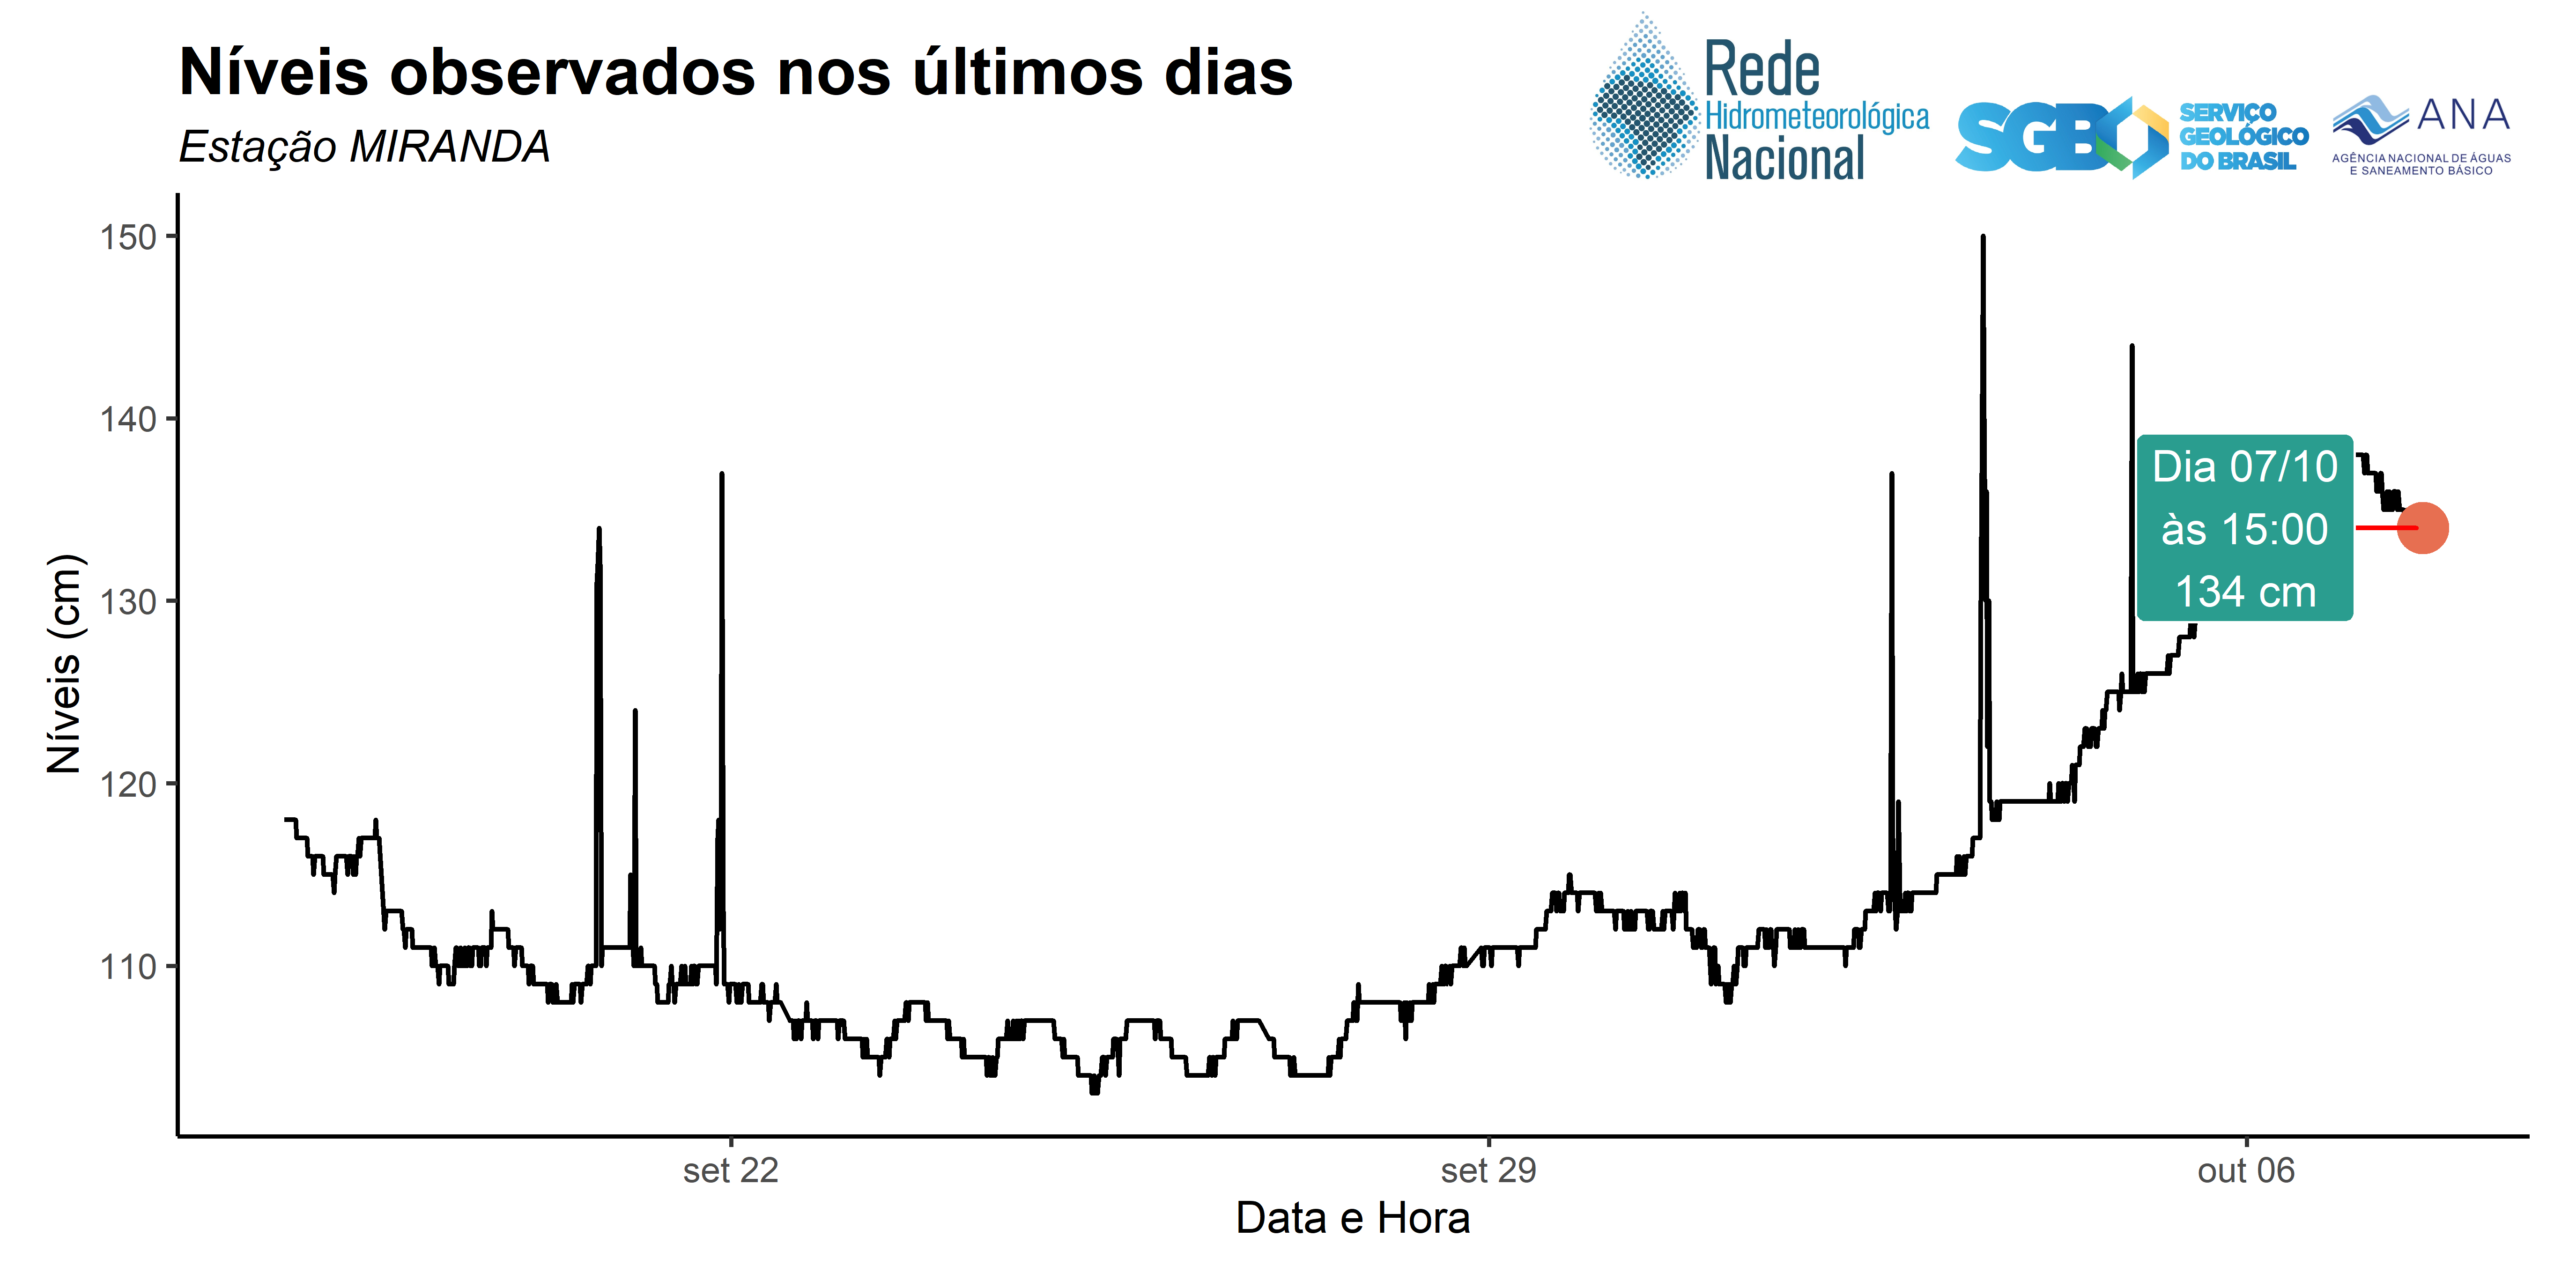 Níveis observados nos últimos dias
Estação MIRANDA
Rede
Hidrometeorológica
Nacional
SGB
SERVIÇO
GEOLÓGICO
DO BRASIL
ANA
AGÊNCIA NACIONAL DE ÁGUAS
E SANEAMENTO BÁSICO
Níveis (cm)
150
140
130
120
110
Dia 07/10
às 15:00
134 cm
set 22
set 29
out 06
Data e Hora